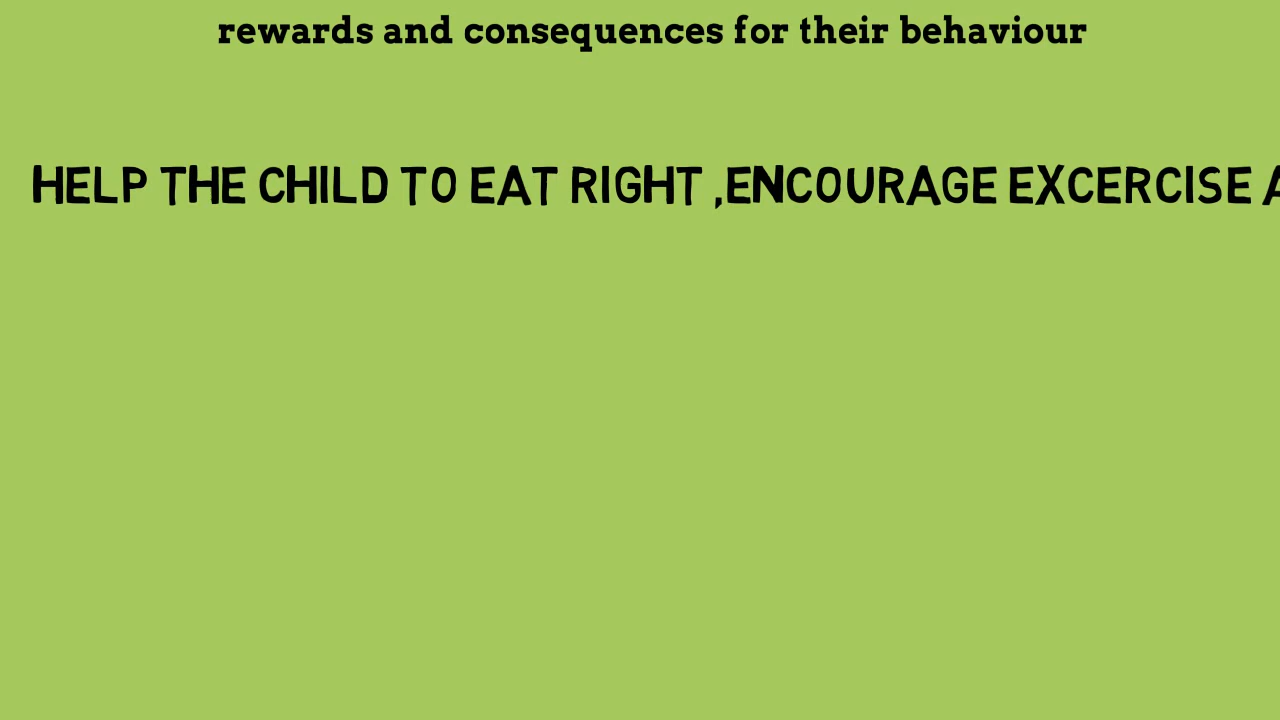 rewards and consequences for their behaviour
HELP THE CHILD TO EAT RIGHT ,ENCOURAGE EXCERCISE